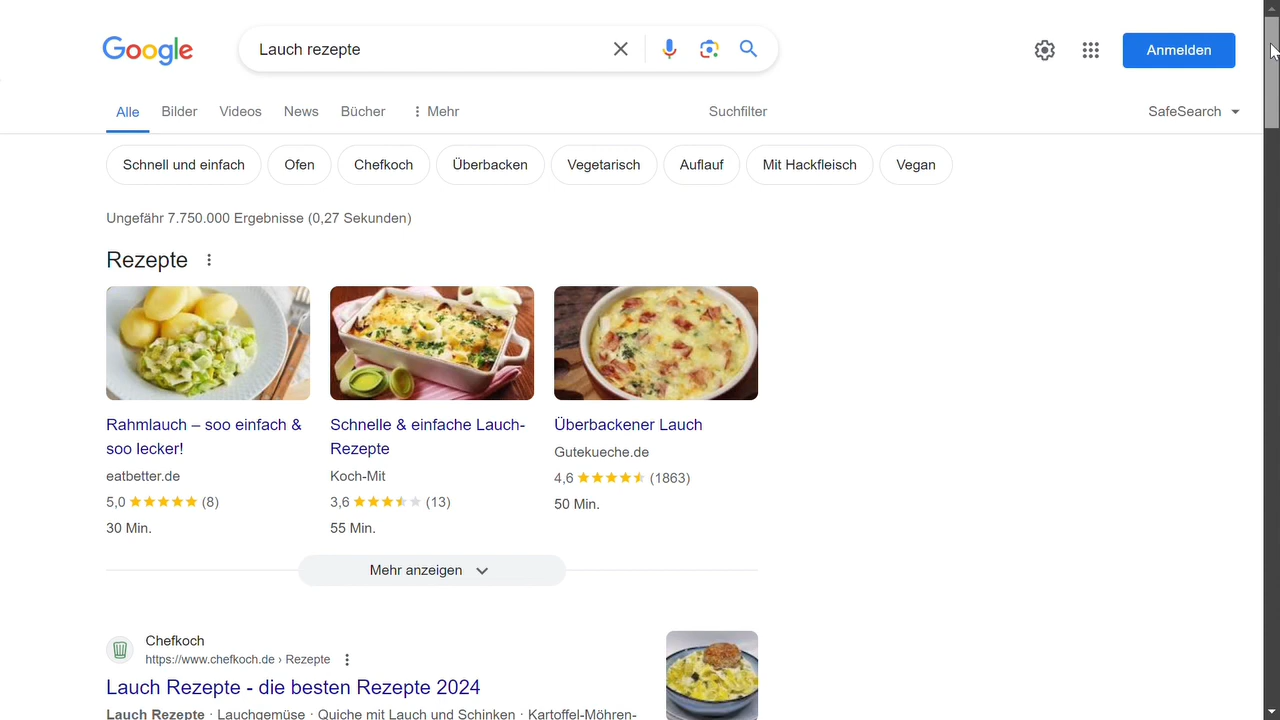 Google
Lauch rezepte
Anmelden
Alle Bilder Videos News Bücher Mehr Suchfilter SafeSearch
Schnell und einfach Ofen Chefkoch Überbacken Vegetarisch Auflauf Mit Hackfleisch Vegan
Ungefähr 7.750.000 Ergebnisse (0,27 Sekunden)
Rezepte
Rahmlauch – soo einfach &
soo lecker!
eatbetter.de
5,0 (8)
30 Min.
Schnelle & einfache Lauch-
Rezepte
Koch-Mit
3,6 (13)
55 Min.
Überbackener Lauch
Gutekueche.de
4,6 (1863)
50 Min.
Mehr anzeigen
Chefkoch
https://www.chefkoch.de › Rezepte
Lauch Rezepte - die besten Rezepte 2024
Lauch Rezepte · Lauchgemüse · Quiche mit Lauch und Schinken · Kartoffel-Möhren-